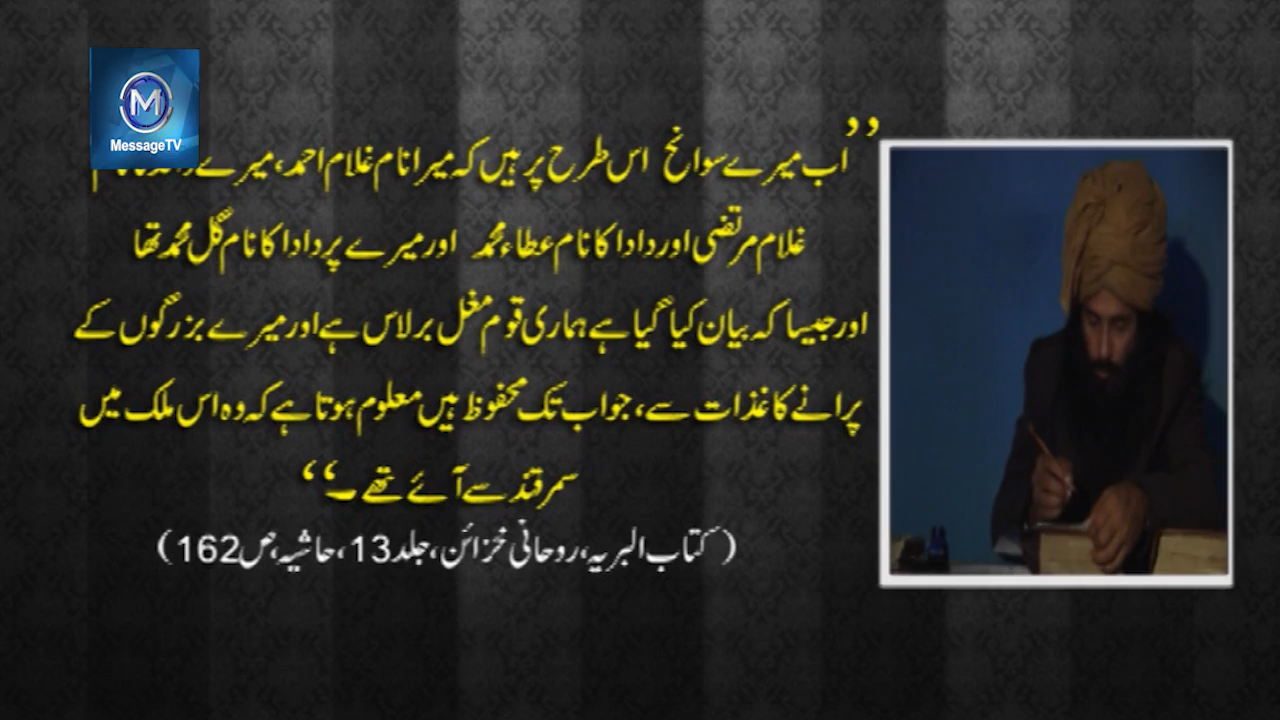 MessageTV
’’اب میرے سوانح اس طرح پر ہیں کہ میرا نام غلام احمد، میرے
غلام مرتضی اور دادا کا نام عطاء محمد اور میرے پردادا کا نام گل محمد تھا
اور جیسا کہ بیان کیا گیا ہے ہماری قوم مغل برلاس ہے اور میرے بزرگوں کے
پرانے کاغذات سے، جو اب تک محفوظ ہیں معلوم ہوتا ہے کہ وہ اس ملک میں
سمرقند سے آئے تھے۔‘‘
(کتاب البریہ، روحانی خزائن، جلد 13، حاشیہ، ص 162)